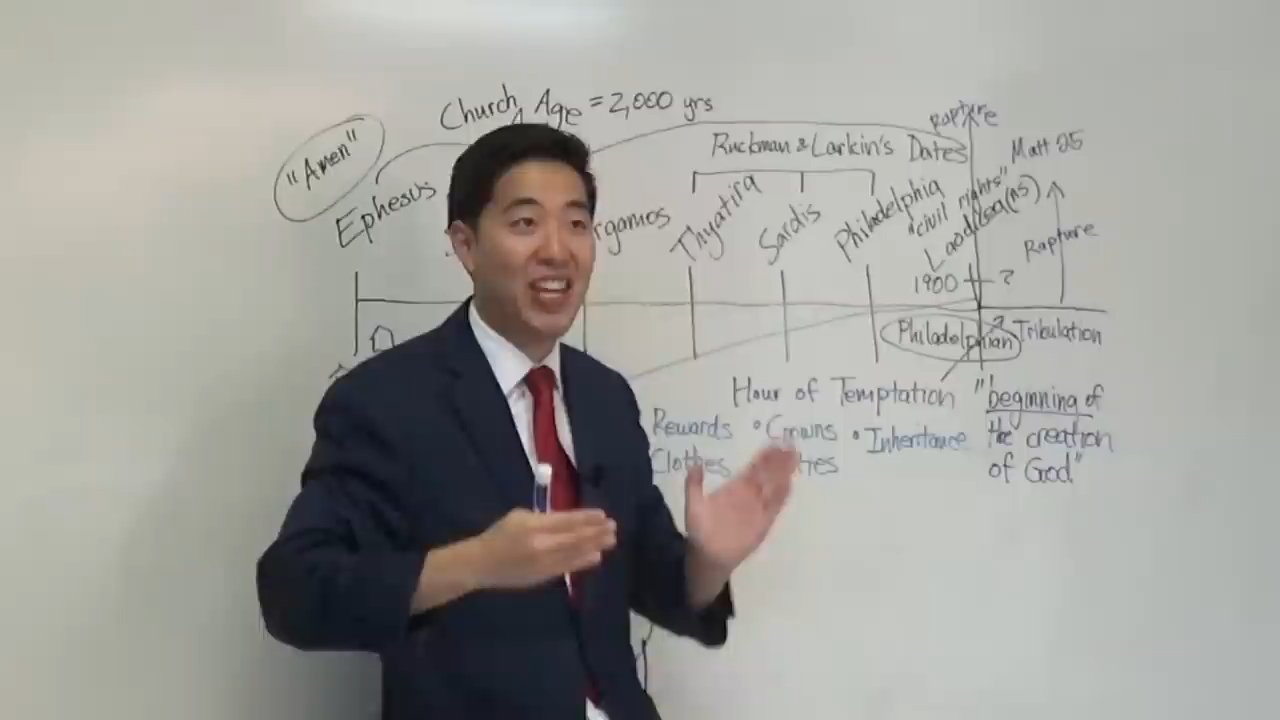 Church Age = 2,000 yrs
"Amen"
Rapture
Ruckman & Larkin's Dates
Matt 25
Ephesus
rgamos
Thyatira
Sardis
Philadelphia
"civil rights"
Laodicea(ns)
Rapture
1900 ?
Philadelphian ? Tribulation
Hour of Temptation
"beginning of
the creation
of God"
Rewards • Crowns • Inheritance
Clothes